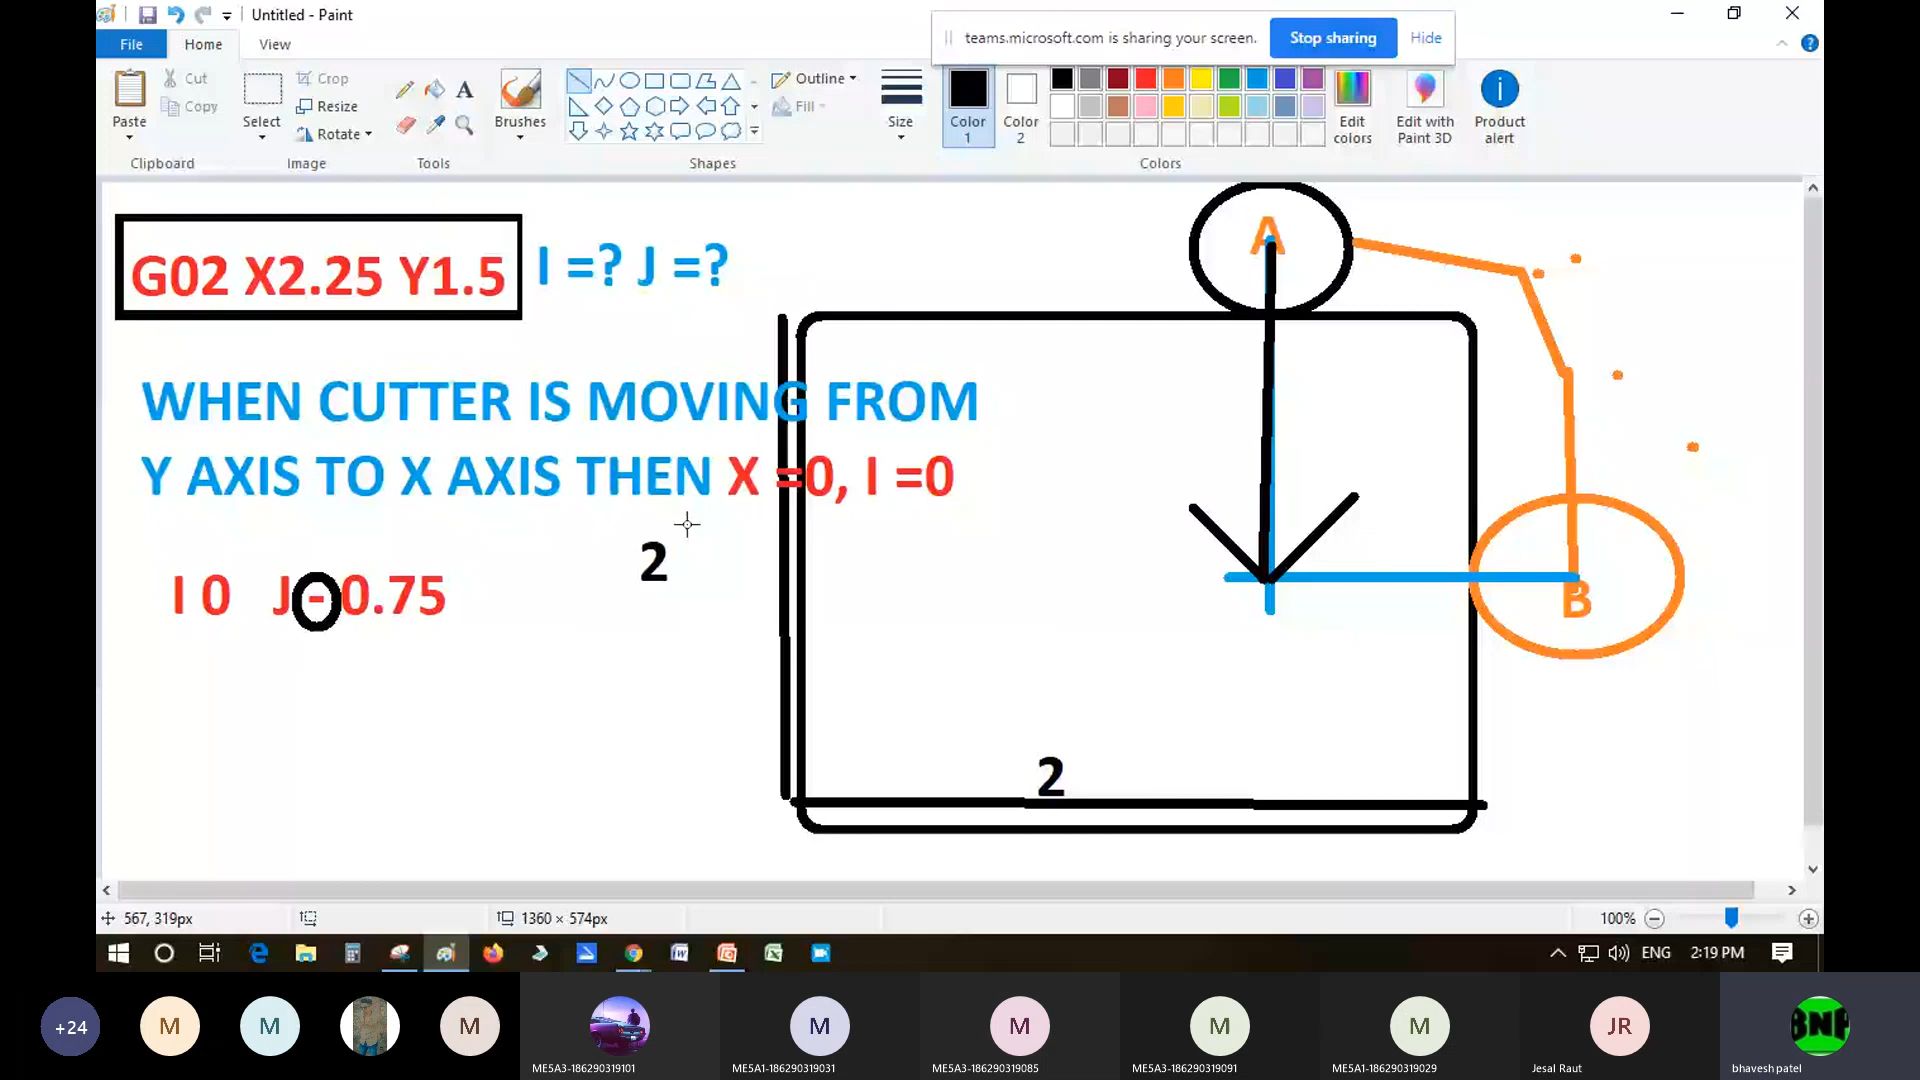 Untitled - Paint
teams.microsoft.com is sharing your screen.
Stop sharing
Hide
File
Home
View
Paste
Cut
Copy
Clipboard
Select
Crop
Resize
Rotate
Image
A
Tools
Brushes
Outline
Fill
Shapes
Size
Color 1
Color 2
Edit colors
Edit with Paint 3D
Product alert
Colors
G02 X2.25 Y1.5
I =? J =?
A
WHEN CUTTER IS MOVING FROM
Y AXIS TO X AXIS THEN X =0, I =0
2
I 0 J - 0.75
B
2
567, 319px
1360 × 574px
100%
ENG
2:19 PM
+24
M
M
M
M
M
M
M
JR
BNP
ME5A3-186290319101
ME5A1-186290319031
ME5A3-186290319085
ME5A3-186290319091
ME5A1-186290319029
Jesal Raut
bhavesh patel